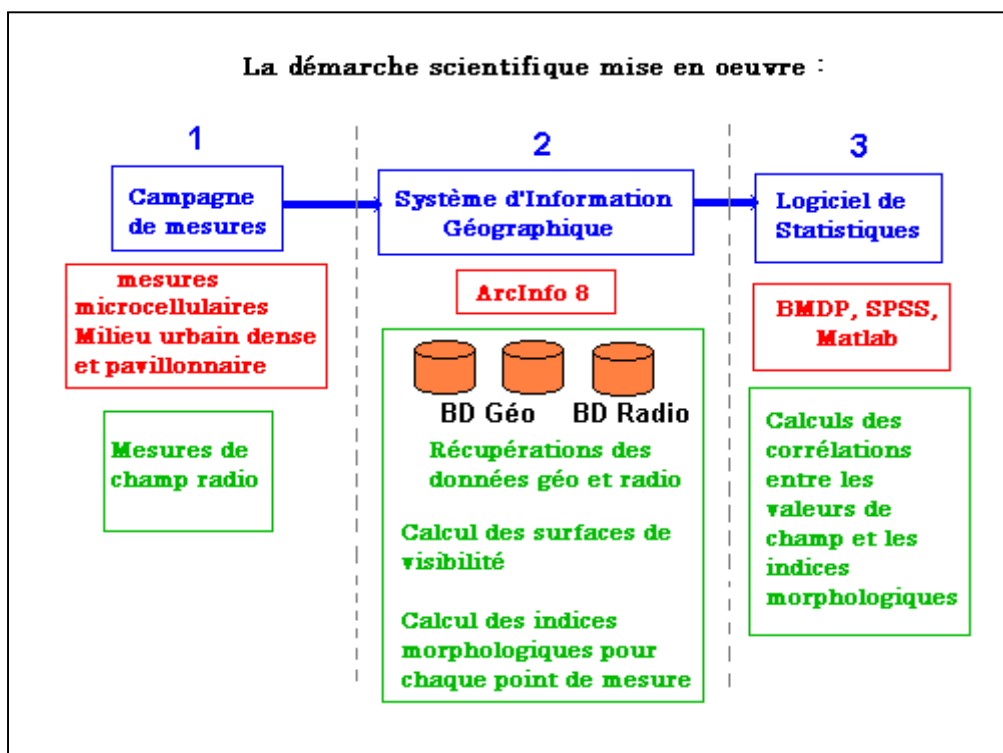 La démarche scientifique mise en oeuvre :
1
Campagne
de mesures
mesures
microcellulaires
Milieu urbain dense
et pavillonnaire
Mesures de
champ radio
2
Système d'Information
Géographique
ArcInfo 8
BD Géo BD Radio
Récupérations des
données géo et radio
Calcul des surfaces de
visibilité
Calcul des indices
morphologiques pour
chaque point de mesure
3
Logiciel de
Statistiques
BMDP, SPSS,
Matlab
Calculs des
corrélations
entre les
valeurs de
champ et les
indices
morphologiques